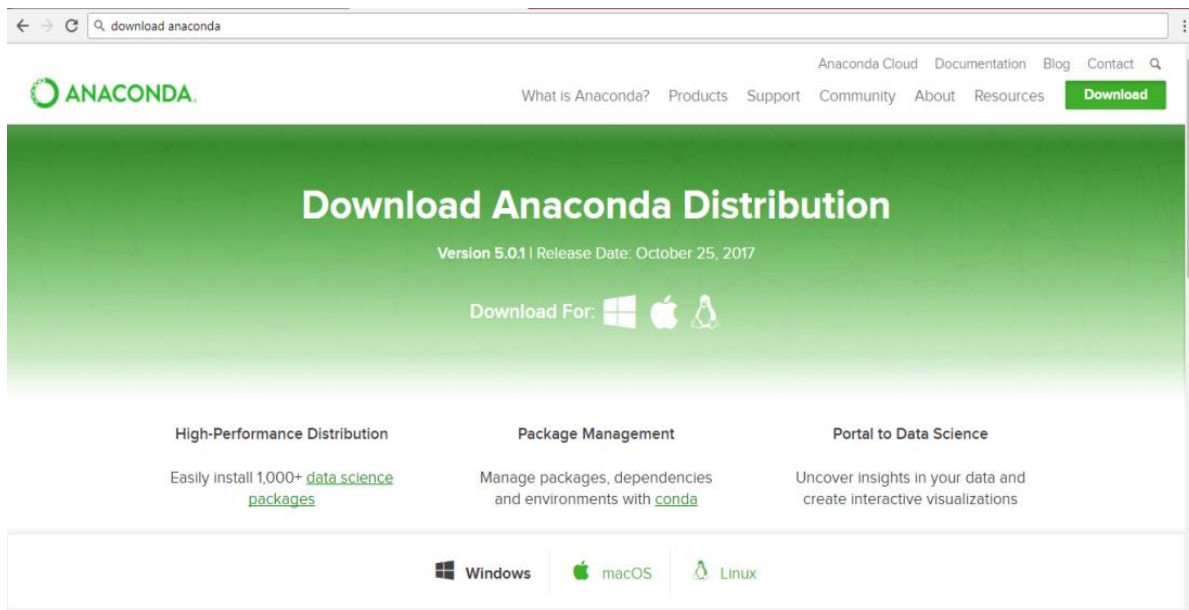 download anaconda
Anaconda Cloud Documentation Blog Contact
ANACONDA.
What is Anaconda? Products Support Community About Resources Download
Download Anaconda Distribution
Version 5.0.1 | Release Date: October 25, 2017
Download For:
High-Performance Distribution
Easily install 1,000+ data science
packages
Package Management
Manage packages, dependencies
and environments with conda
Portal to Data Science
Uncover insights in your data and
create interactive visualizations
Windows macOS Linux